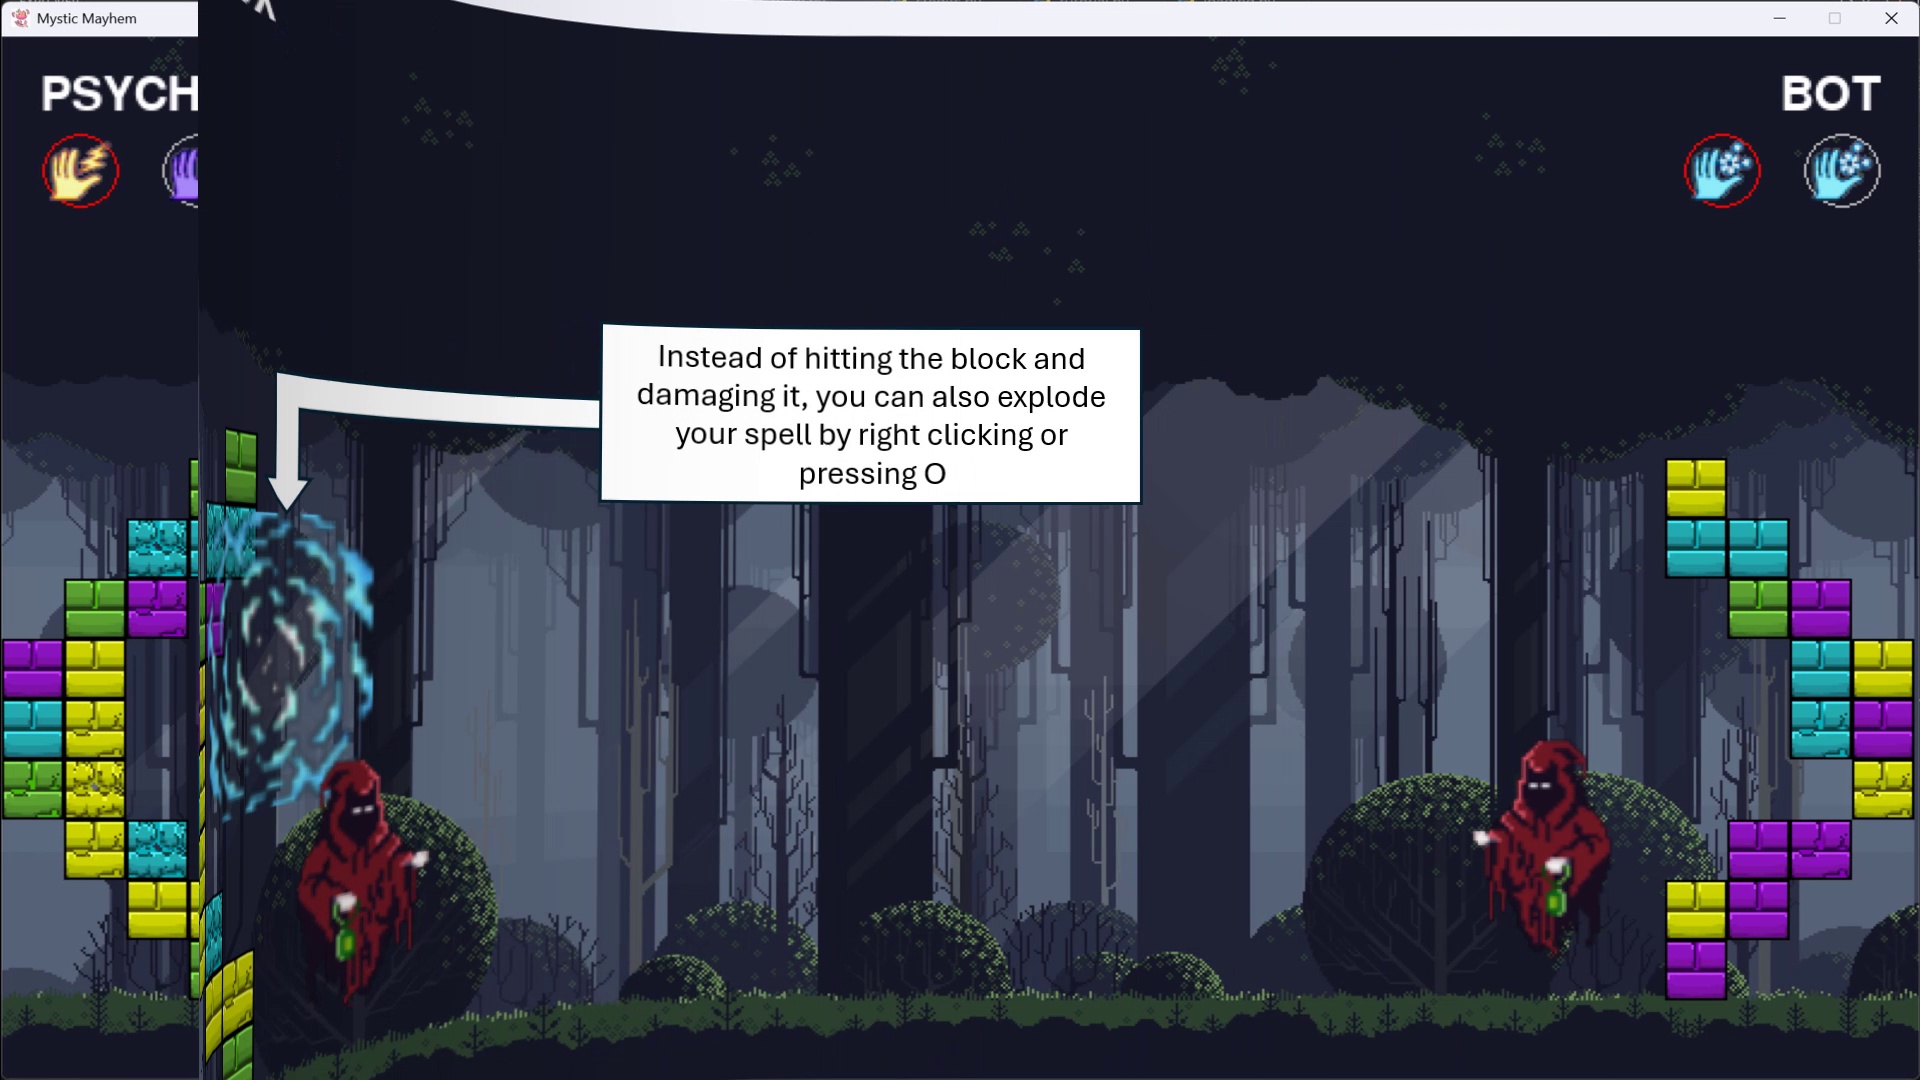 Mystic Mayhem
PSYCH
BOT
Instead of hitting the block and
damaging it, you can also explode
your spell by right clicking or
pressing O